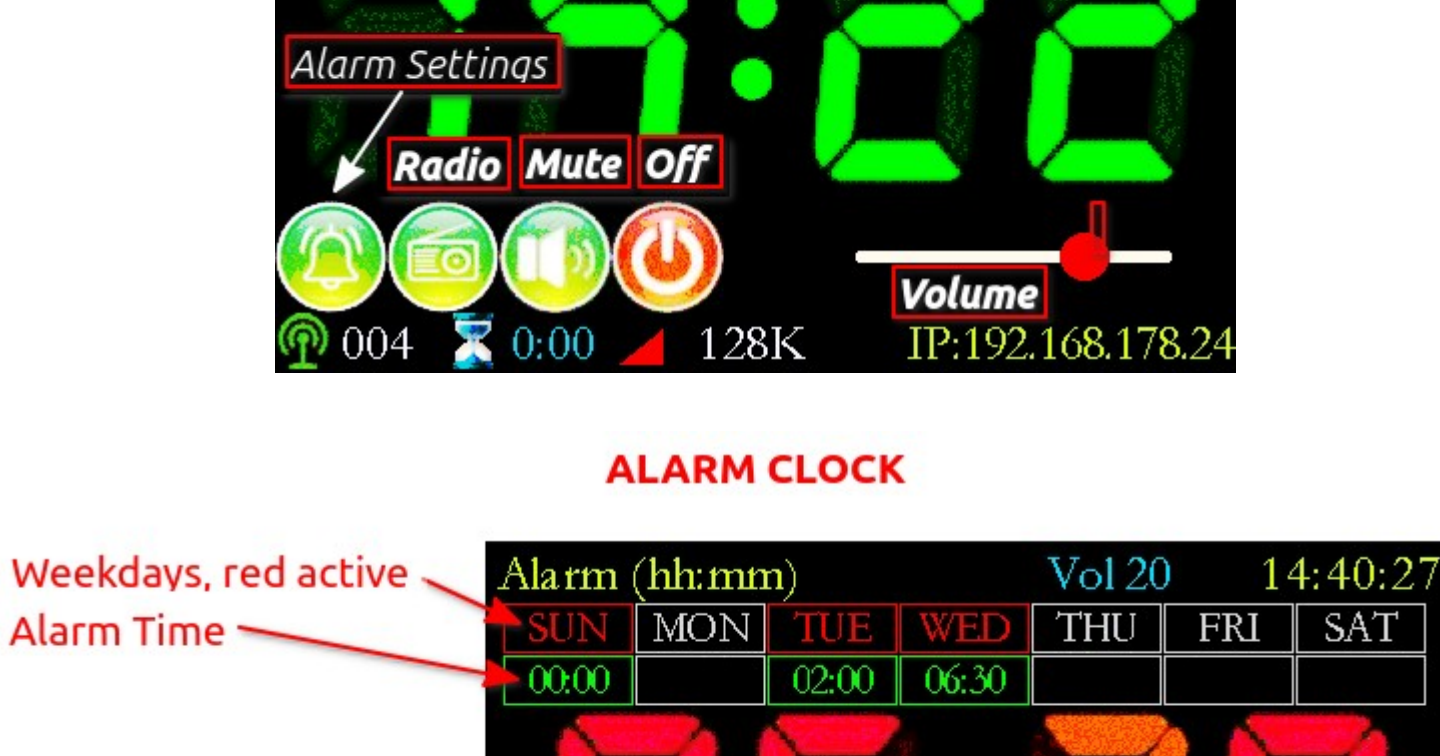 Alarm Settings
Radio Mute Off
Volume
004 0:00 128K IP:192.168.178.24
ALARM CLOCK
Weekdays, red active
Alarm Time
Alarm (hh:mm) Vol 20 14:40:27
SUN MON TUE WED THU FRI SAT
00:00 02:00 06:30